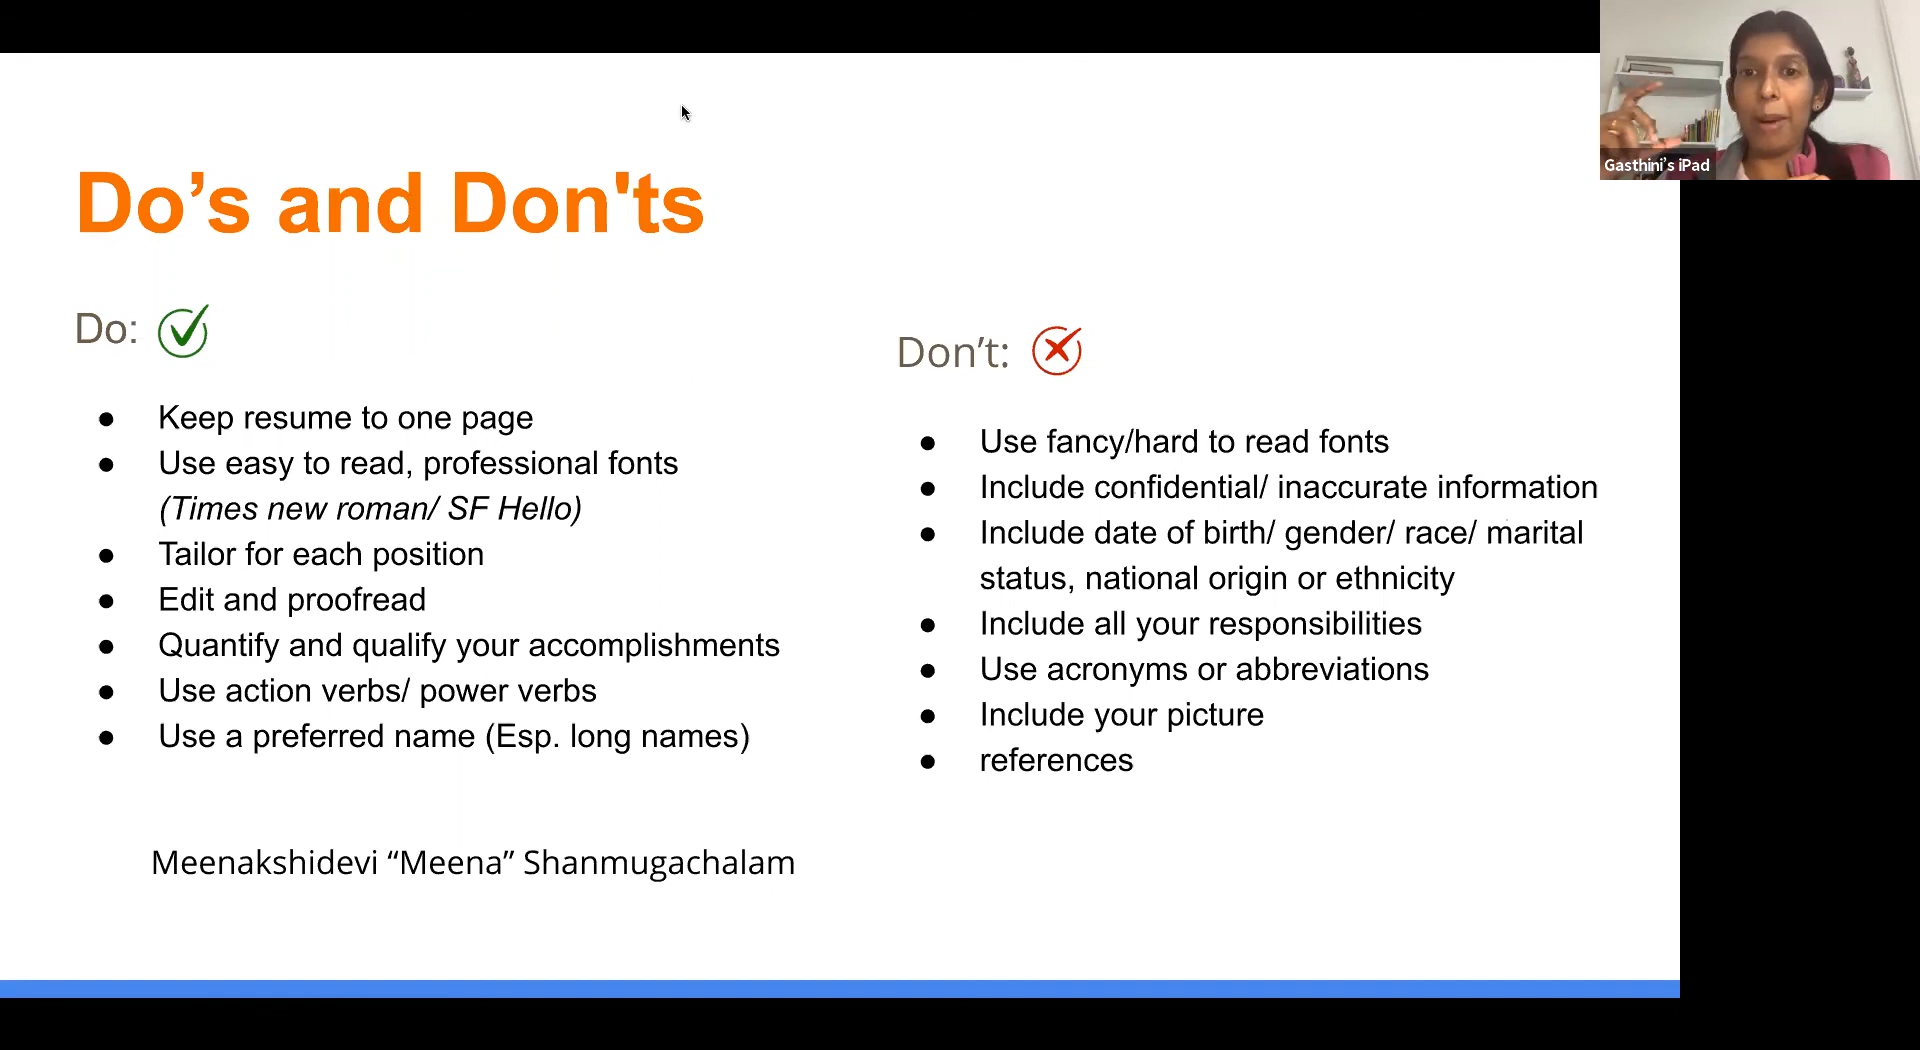 Do’s and Don'ts
Do:
● Keep resume to one page
● Use easy to read, professional fonts
(Times new roman/ SF Hello)
● Tailor for each position
● Edit and proofread
● Quantify and qualify your accomplishments
● Use action verbs/ power verbs
● Use a preferred name (Esp. long names)
Meenakshidevi “Meena” Shanmugachalam
Don’t:
● Use fancy/hard to read fonts
● Include confidential/ inaccurate information
● Include date of birth/ gender/ race/ marital
status, national origin or ethnicity
● Include all your responsibilities
● Use acronyms or abbreviations
● Include your picture
● references
Gasthini’s iPad